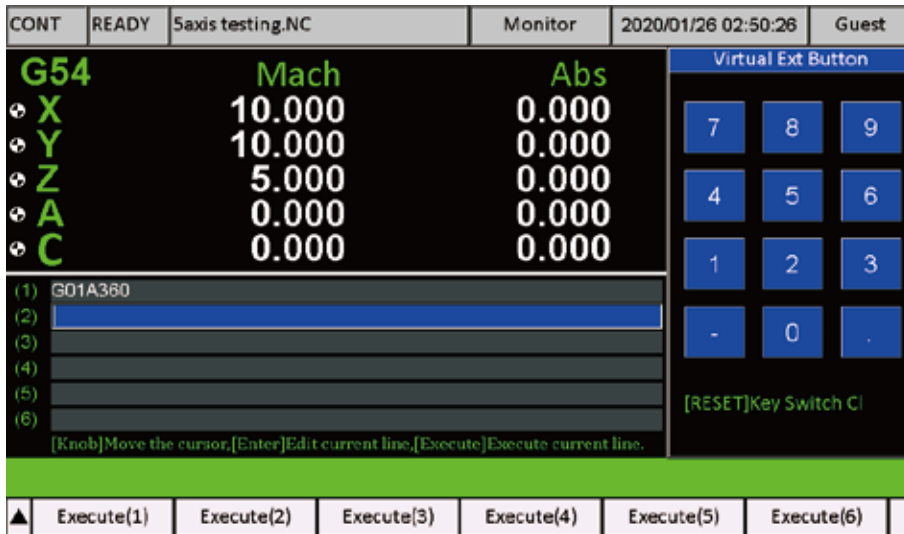 CONT READY 5axis testing.NC Monitor 2020/01/26 02:50:26 Guest
G54 Mach Abs
X 10.000 0.000
Y 10.000 0.000
Z 5.000 0.000
A 0.000 0.000
C 0.000 0.000
(1) G01A360
(2)
(3)
(4)
(5)
(6)
[Knob]Move the cursor,[Enter]Edit current line,[Execute]Execute current line.
Virtual Ext Button
7 8 9
4 5 6
1 2 3
- 0 .
[RESET]Key Switch Cl
Execute(1) Execute(2) Execute(3) Execute(4) Execute(5) Execute(6)